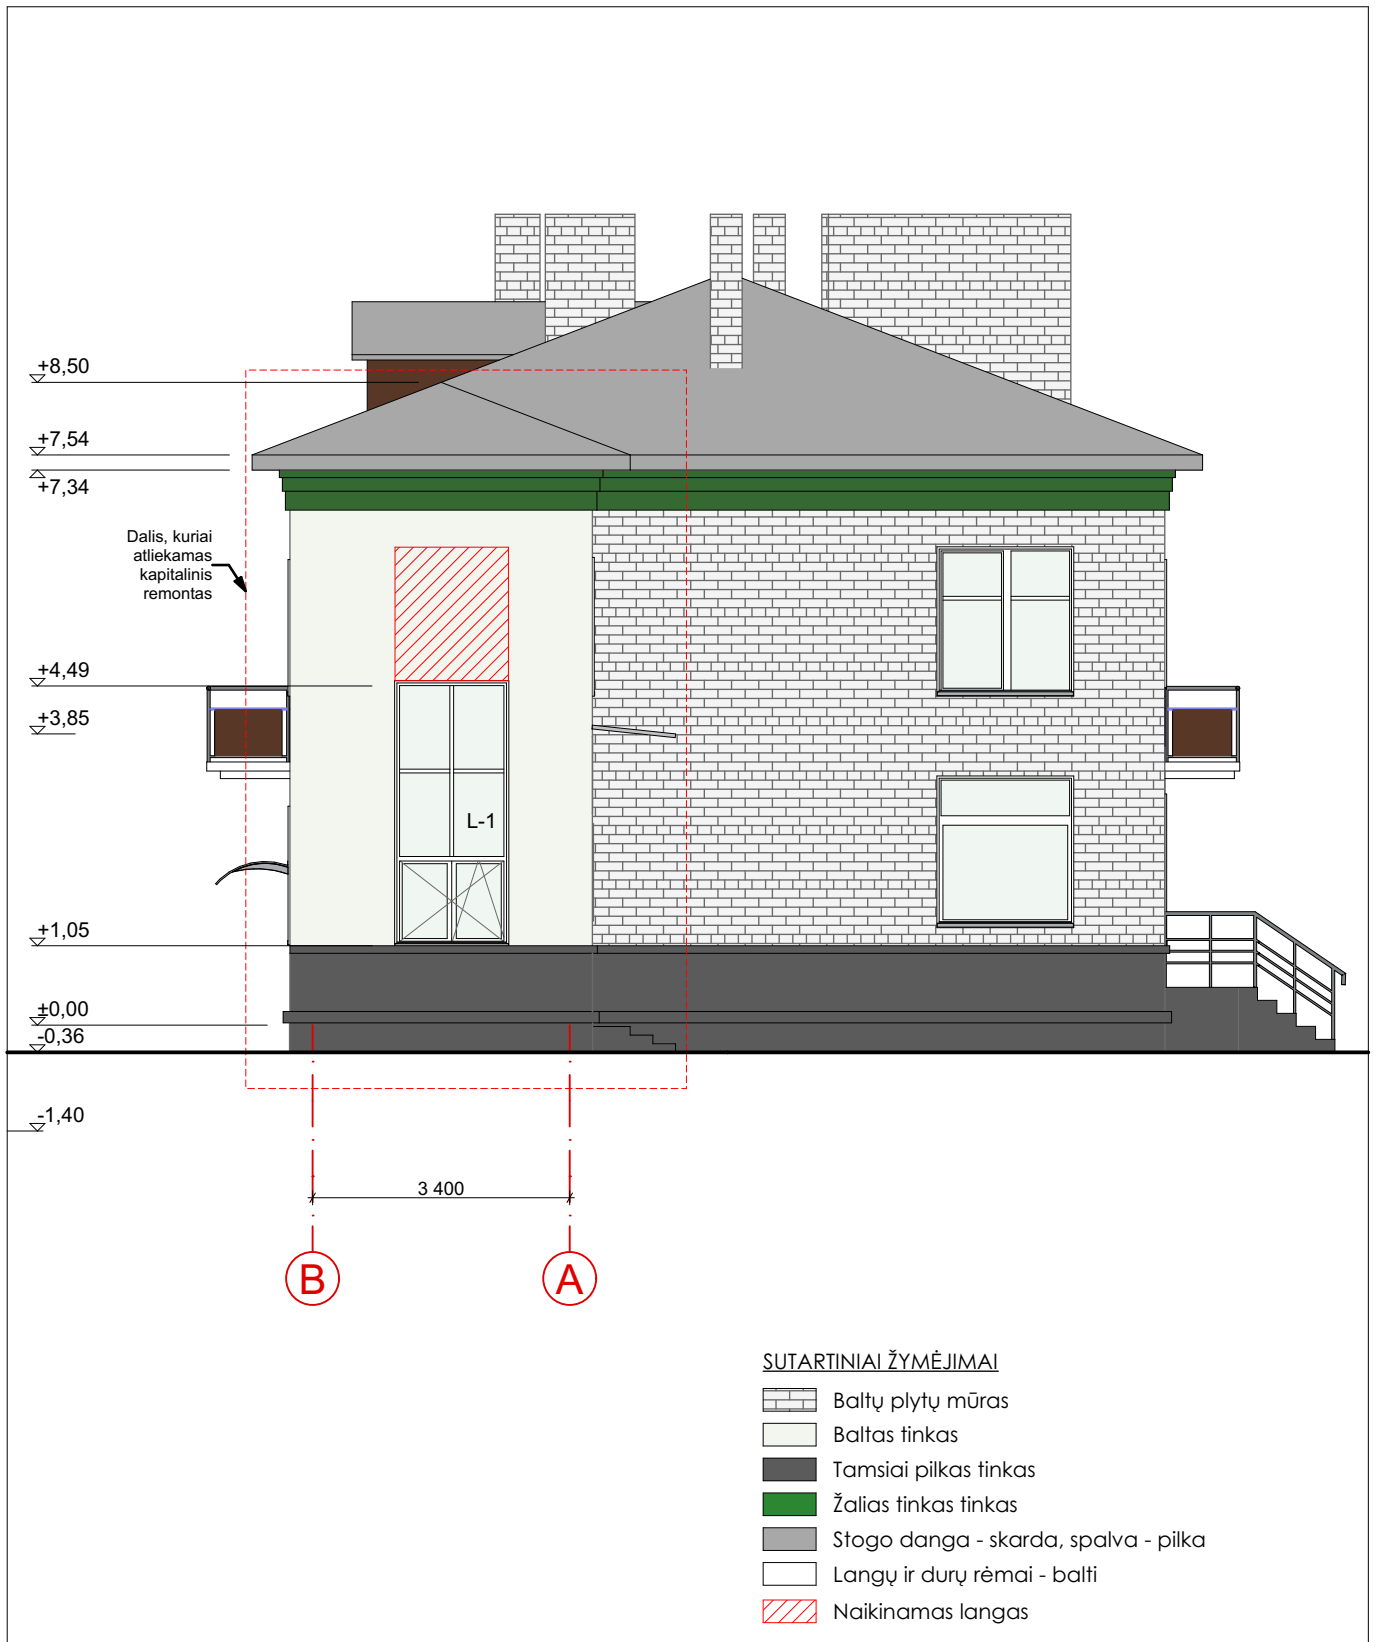 +8,50
+7,54
+7,34
Dalis, kuriai
atliekamas
kapitalinis
remontas
+4,49
+3,85
L-1
+1,05
±0,00
-0,36
-1,40
3 400
B
A
SUTARTINIAI ŽYMĖJIMAI
Baltų plytų mūras
Baltas tinkas
Tamsiai pilkas tinkas
Žalias tinkas tinkas
Stogo danga - skarda, spalva - pilka
Langų ir durų rėmai - balti
Naikinamas langas